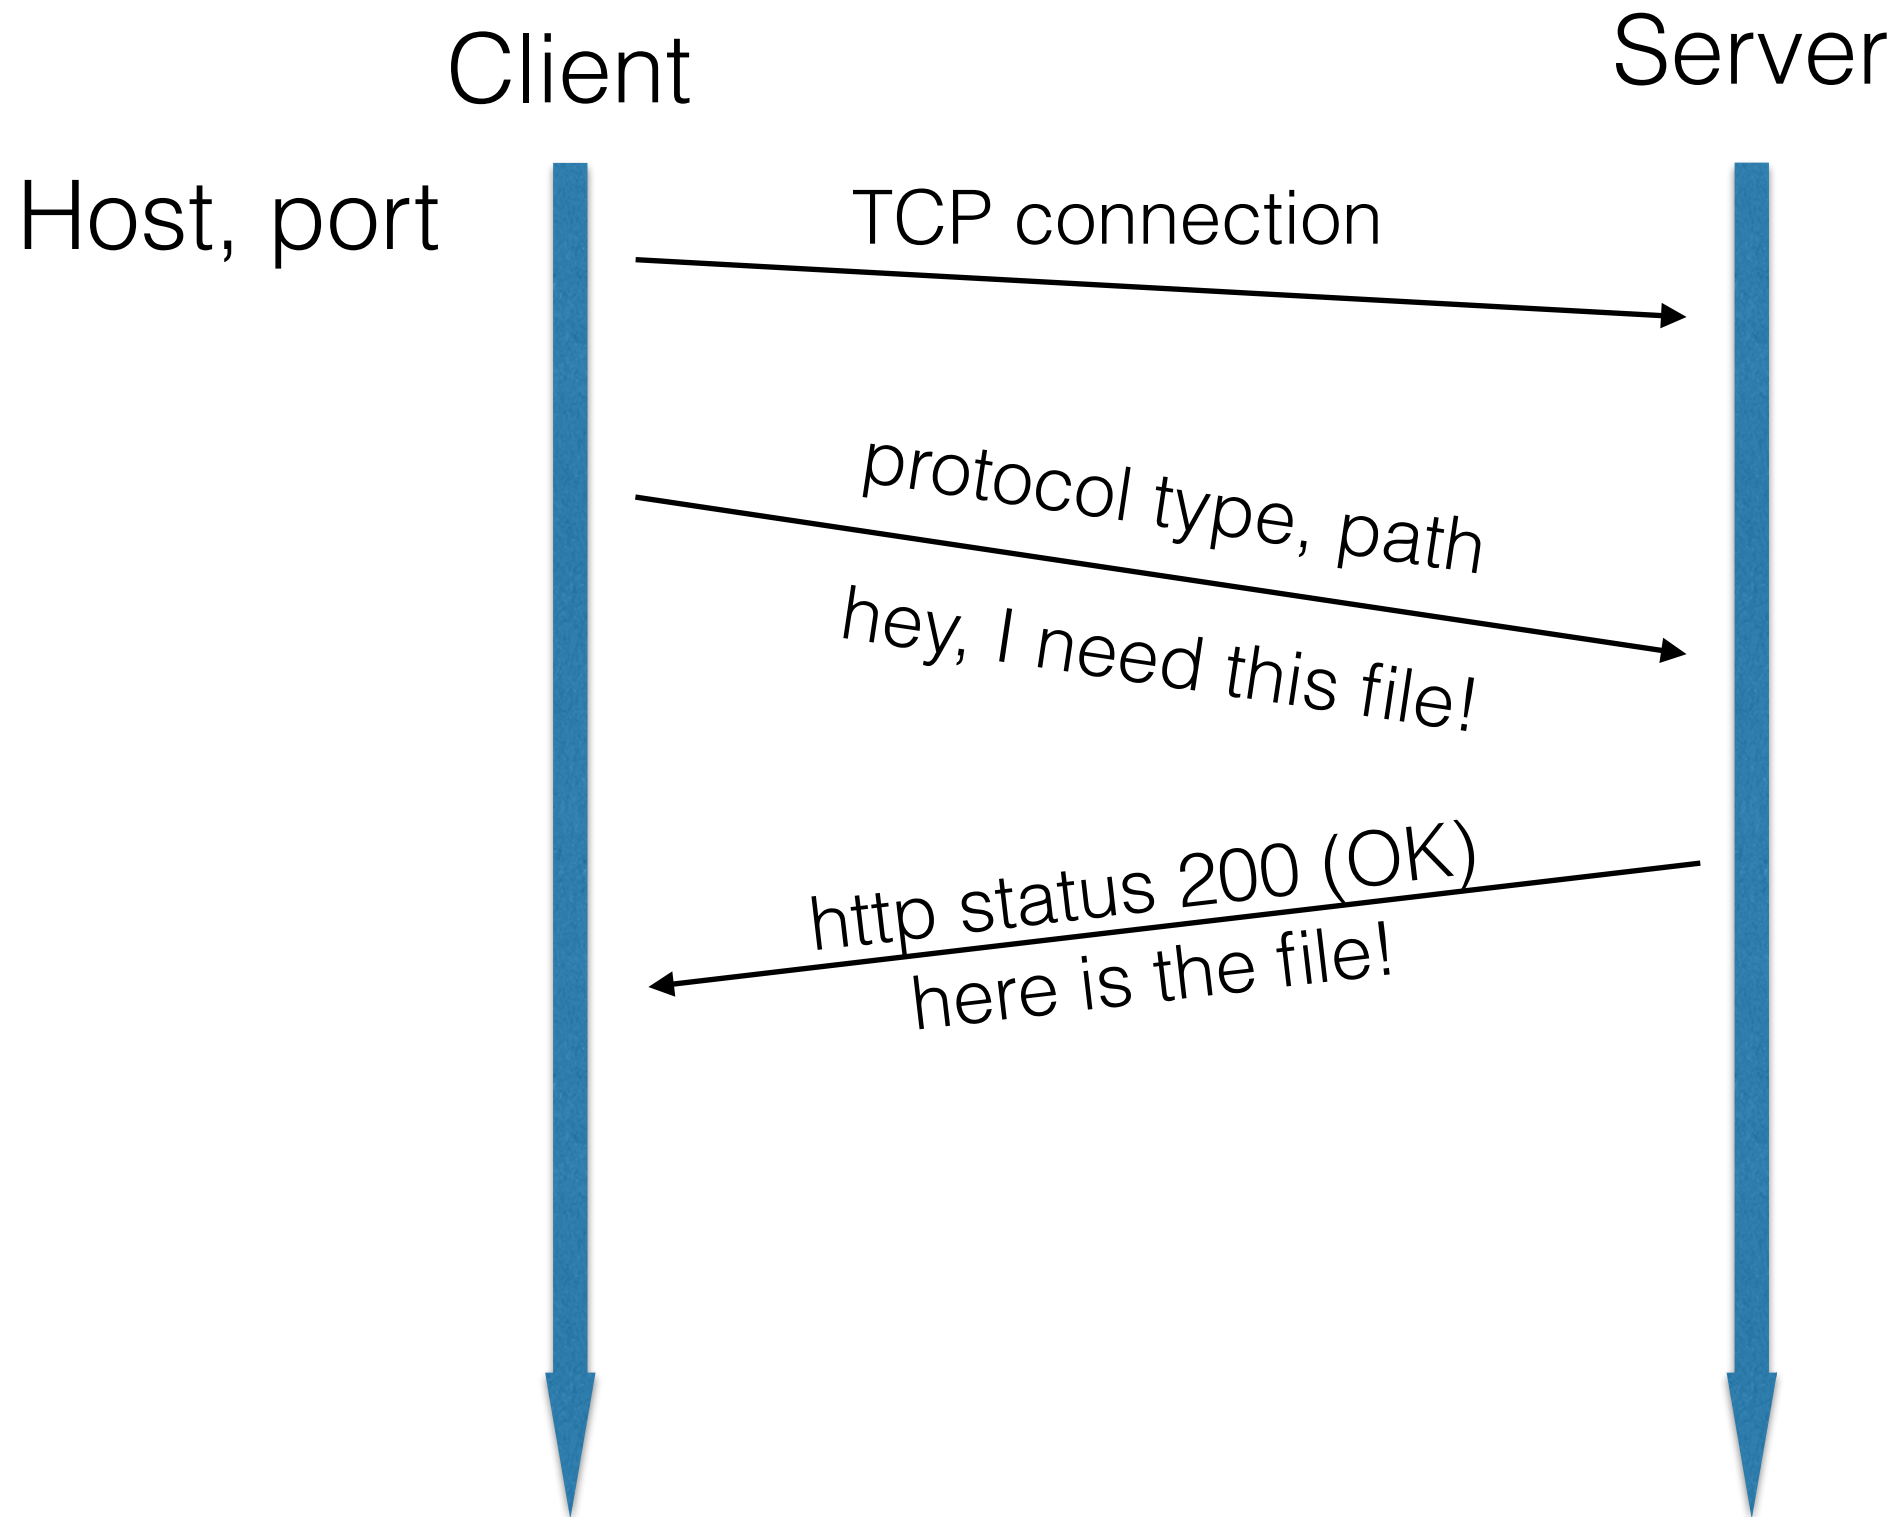 Client
Server
Host, port
TCP connection
protocol type, path
hey, I need this file!
http status 200 (OK)
here is the file!